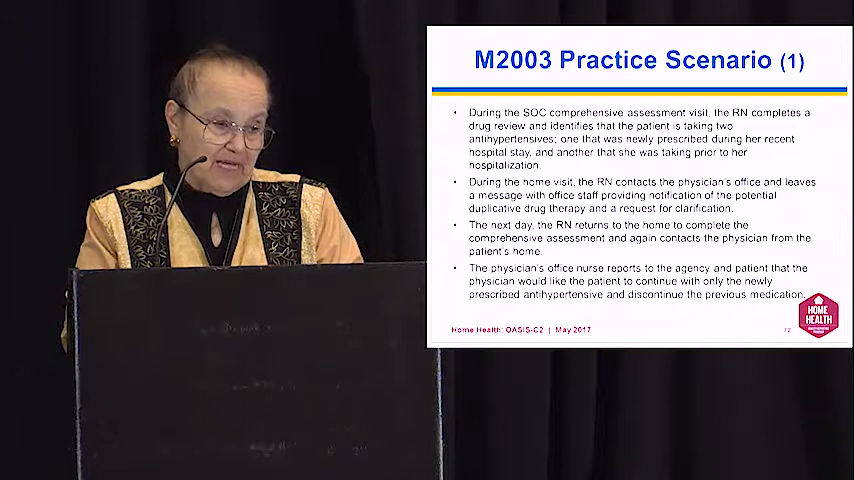 M2003 Practice Scenario (1)
• During the SOC comprehensive assessment visit, the RN completes a
drug review and identifies that the patient is taking two
antihypertensives; one that was newly prescribed during her recent
hospital stay, and another that she was taking prior to her
hospitalization.
• During the home visit, the RN contacts the physician's office and leaves
a message with office staff providing notification of the potential
duplicative drug therapy and a request for clarification.
• The next day, the RN returns to the home to complete the
comprehensive assessment and again contacts the physician from the
patient's home.
• The physician's office nurse reports to the agency and patient that the
physician would like the patient to continue with only the newly
prescribed antihypertensive and discontinue the previous medication.
HOME
HEALTH
Home Health: OASIS-C2 | May 2017
72